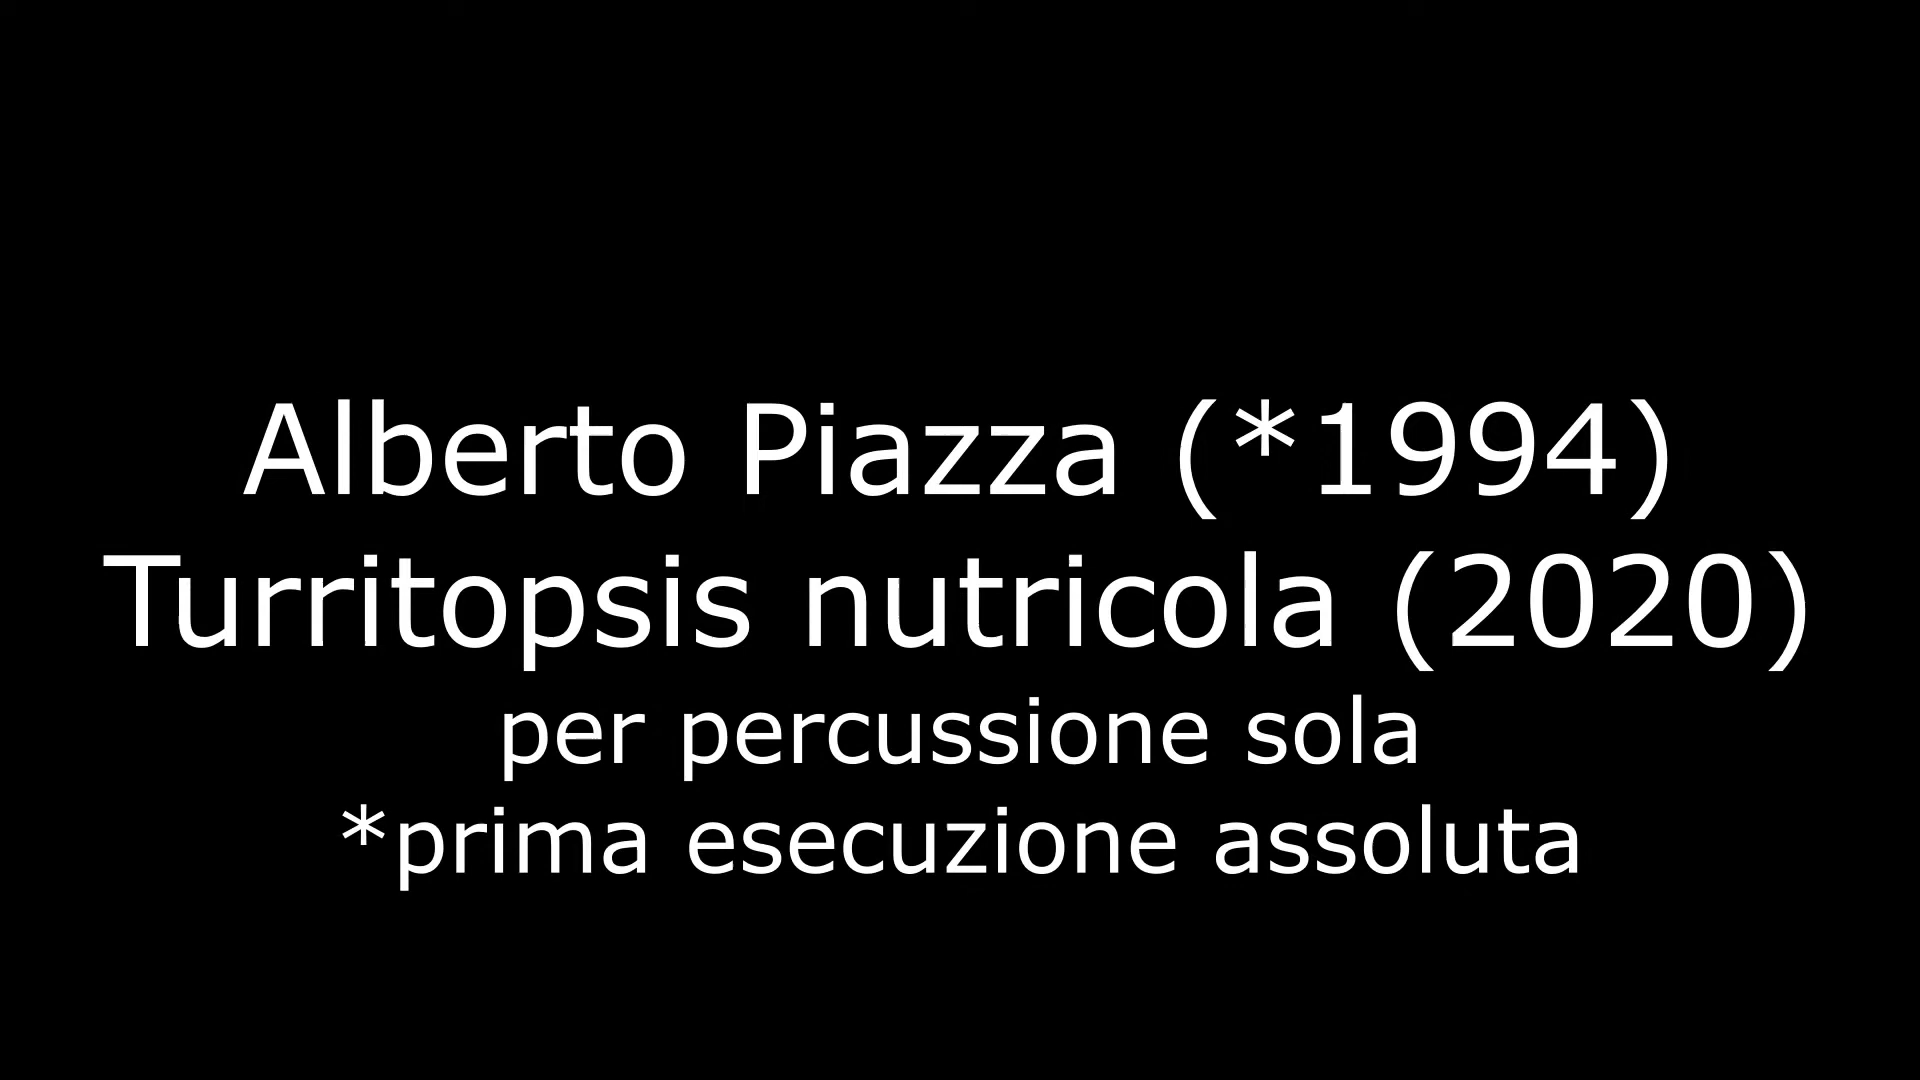 Alberto Piazza (*1994)
Turritopsis nutricola (2020)
per percussione sola
*prima esecuzione assoluta